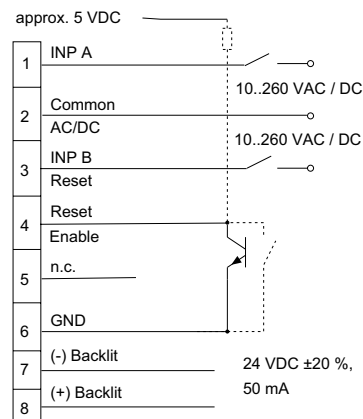 approx. 5 VDC
1 INP A
10..260 VAC / DC
2 Common
AC/DC
10..260 VAC / DC
3 INP B
Reset
4 Reset
Enable
5 n.c.
6 GND
7 (-) Backlit
24 VDC ±20 %,
50 mA
8 (+) Backlit